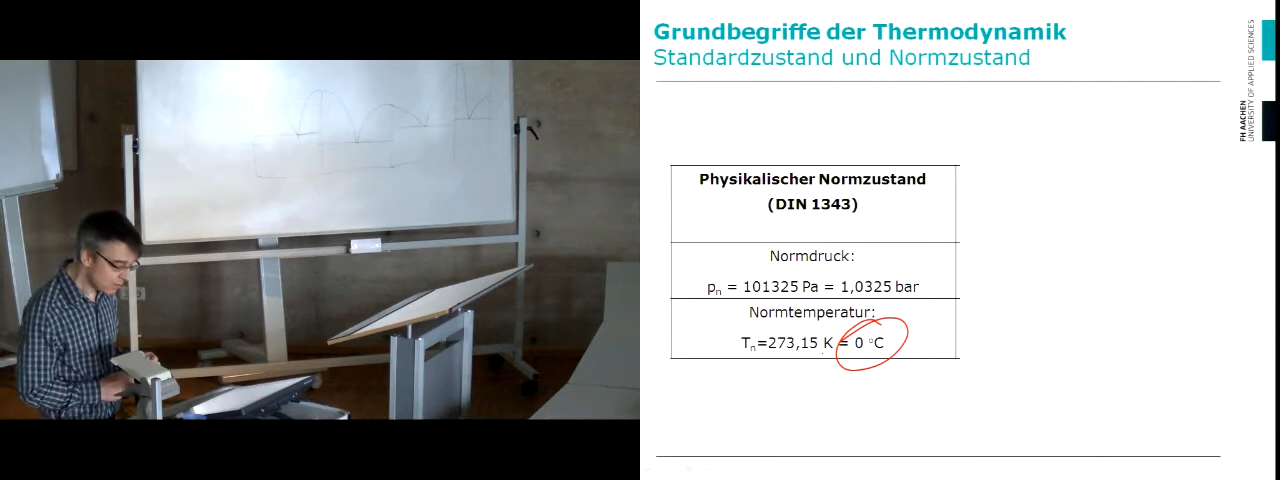 Grundbegriffe der Thermodynamik
Standardzustand und Normzustand
FH AACHEN
UNIVERSITY OF APPLIED SCIENCES
Physikalischer Normzustand
(DIN 1343)
Normdruck:
pₙ = 101325 Pa = 1,0325 bar
Normtemperatur:
Tₙ=273,15 K = 0 °C